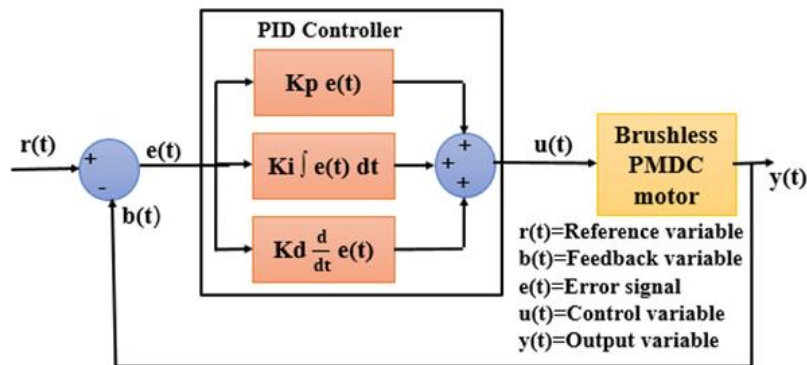 PID Controller
Kp e(t)
r(t)
+
-
b(t)
e(t)
Ki ∫ e(t) dt
+
+
+
u(t)
Brushless
PMDC
motor
y(t)
Kd d/dt e(t)
r(t)=Reference variable
b(t)=Feedback variable
e(t)=Error signal
u(t)=Control variable
y(t)=Output variable